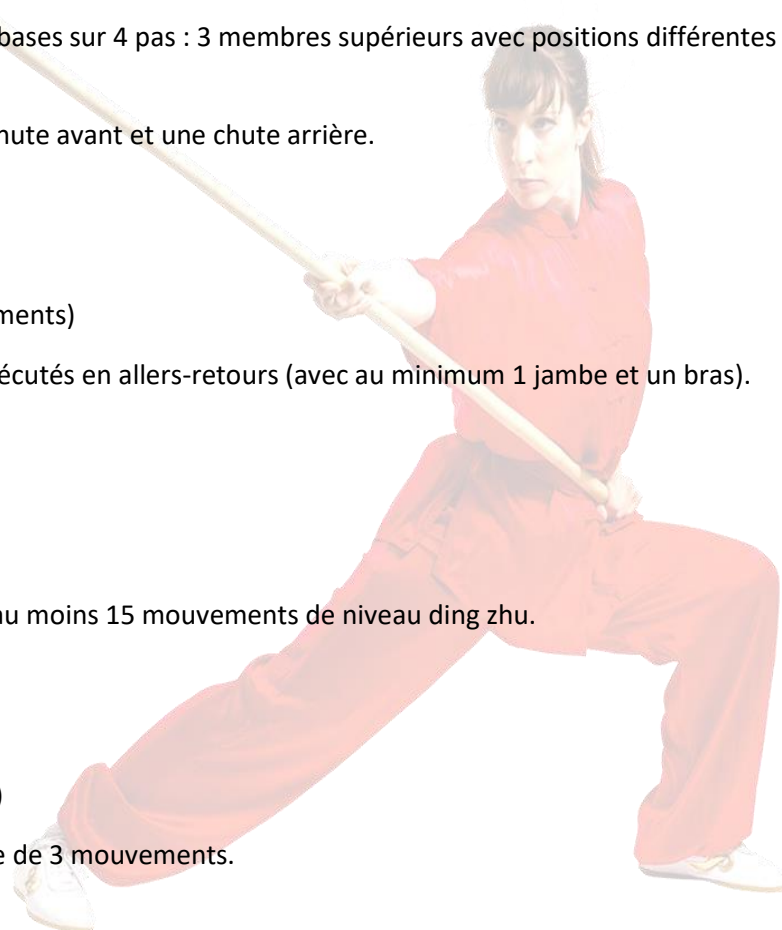 bases sur 4 pas : 3 membres supérieurs avec positions différentes
hute avant et une chute arrière.
ments)
écutés en allers-retours (avec au minimum 1 jambe et un bras).
au moins 15 mouvements de niveau ding zhu.
)
e de 3 mouvements.